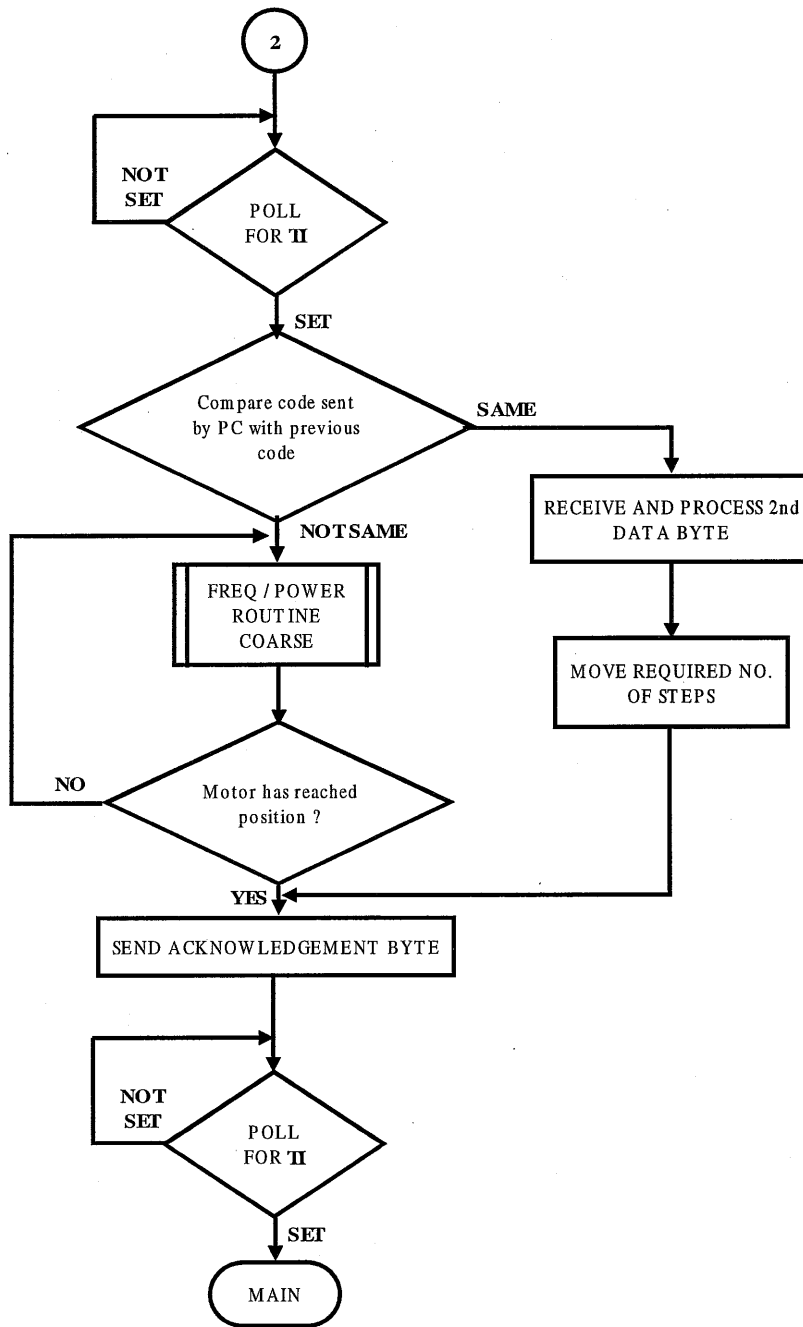 2
NOT
SET
POLL
FOR TI
SET
Compare code sent
by PC with previous
code
SAME
RECEIVE AND PROCESS 2nd
DATA BYTE
NOT SAME
FREQ / POWER
ROUTINE
COARSE
MOVE REQUIRED NO.
OF STEPS
NO
Motor has reached
position ?
YES
SEND ACKNOWLEDGEMENT BYTE
NOT
SET
POLL
FOR TI
SET
MAIN